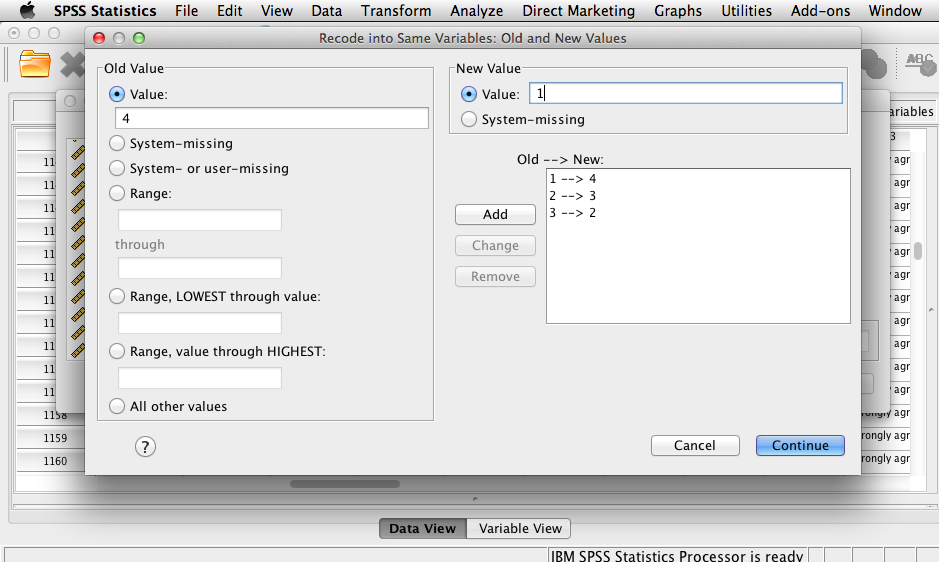 SPSS Statistics File Edit View Data Transform Analyze Direct Marketing Graphs Utilities Add-ons Window
Recode into Same Variables: Old and New Values
Old Value
Value:
4
System-missing
System- or user-missing
Range:
through
Range, LOWEST through value:
Range, value through HIGHEST:
All other values
New Value
Value: 1
System-missing
Old --> New:
1 --> 4
2 --> 3
3 --> 2
Add
Change
Remove
?
Cancel
Continue
ABC
ariables
3
y agr
11
11
11
11
11
11
11
11
11
11
11
1158
1159
1160
rongly agr
rongly agr
Data View
Variable View
IBM SPSS Statistics Processor is ready